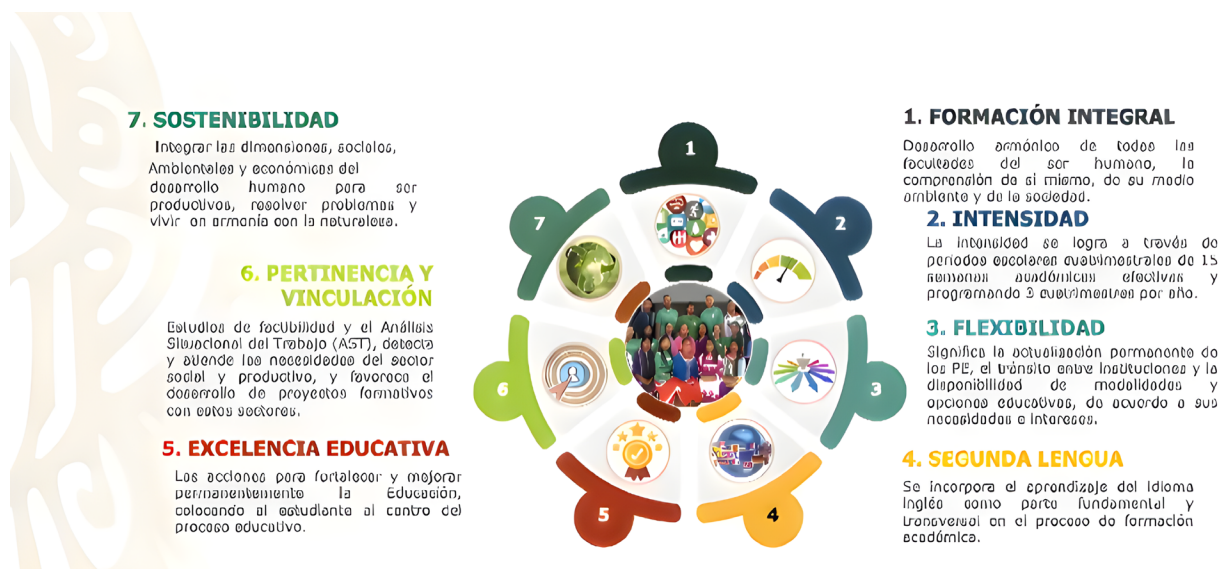 1. FORMACIÓN INTEGRAL
Desarrollo armónico de todas las
facultades del ser humano, la
comprensión de si mismo, de su medio
ambiente y de la sociedad.
2. INTENSIDAD
La intensidad se logra a través de
periodos escolares cuatrimestrales de 15
semanas académicas efectivas y
programando 3 cuatrimestres por año.
3. FLEXIBILIDAD
Significa la actualización permanente de
los PE, el tránsito entre instituciones y la
disponibilidad de modalidades y
opciones educativas, de acuerdo a sus
necesidades e intereses.
4. SEGUNDA LENGUA
Se incorpora el aprendizaje del idioma
Inglés como parte fundamental y
transversal en el proceso de formación
académica.
5. EXCELENCIA EDUCATIVA
Las acciones para fortalecer y mejorar
permanentemente la Educación,
colocando al estudiante al centro del
proceso educativo.
6. PERTINENCIA Y
VINCULACIÓN
Estudios de factibilidad y el Análisis
Situacional del Trabajo (AST), detecta
y atiende las necesidades del sector
social y productivo, y favorece el
desarrollo de proyectos formativos
con estos sectores.
7. SOSTENIBILIDAD
Integrar las dimensiones, sociales,
Ambientales y económicas del
desarrollo humano para ser
productivos, resolver problemas y
vivir en armonía con la naturaleza.
1
2
3
4
5
6
7